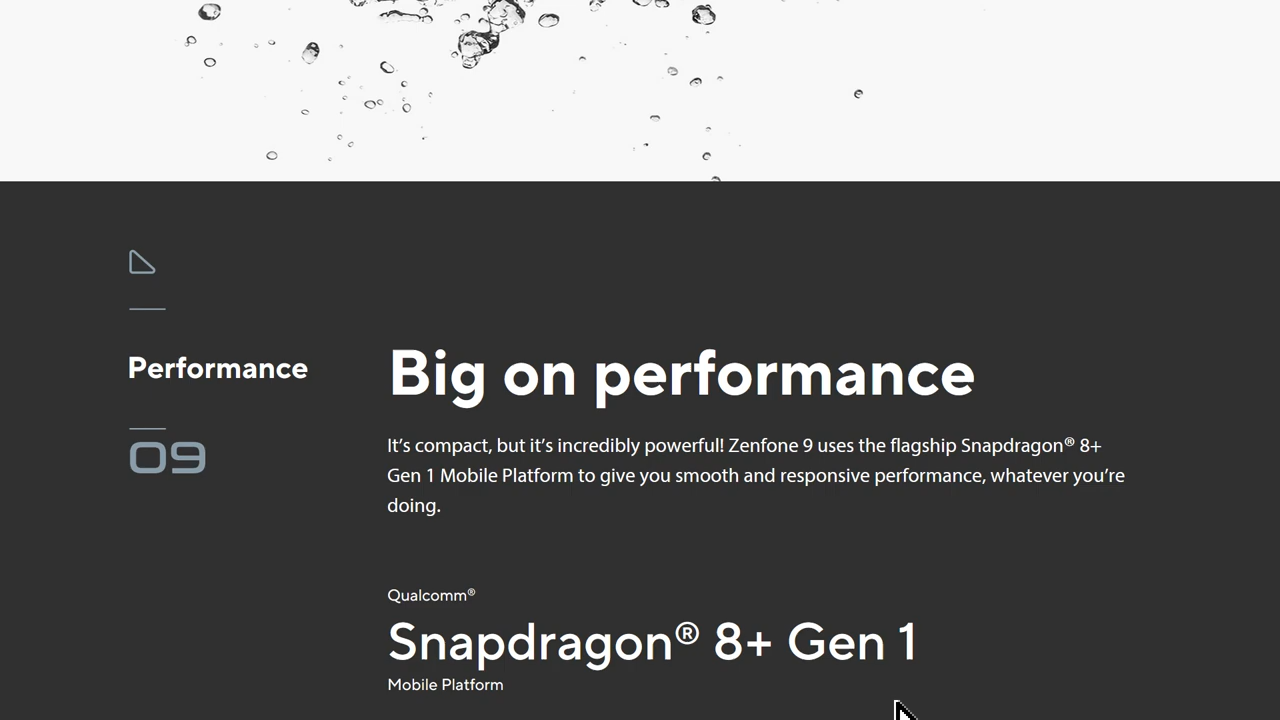 Performance
09
Big on performance
It’s compact, but it’s incredibly powerful! Zenfone 9 uses the flagship Snapdragon® 8+
Gen 1 Mobile Platform to give you smooth and responsive performance, whatever you’re
doing.
Qualcomm®
Snapdragon® 8+ Gen 1
Mobile Platform